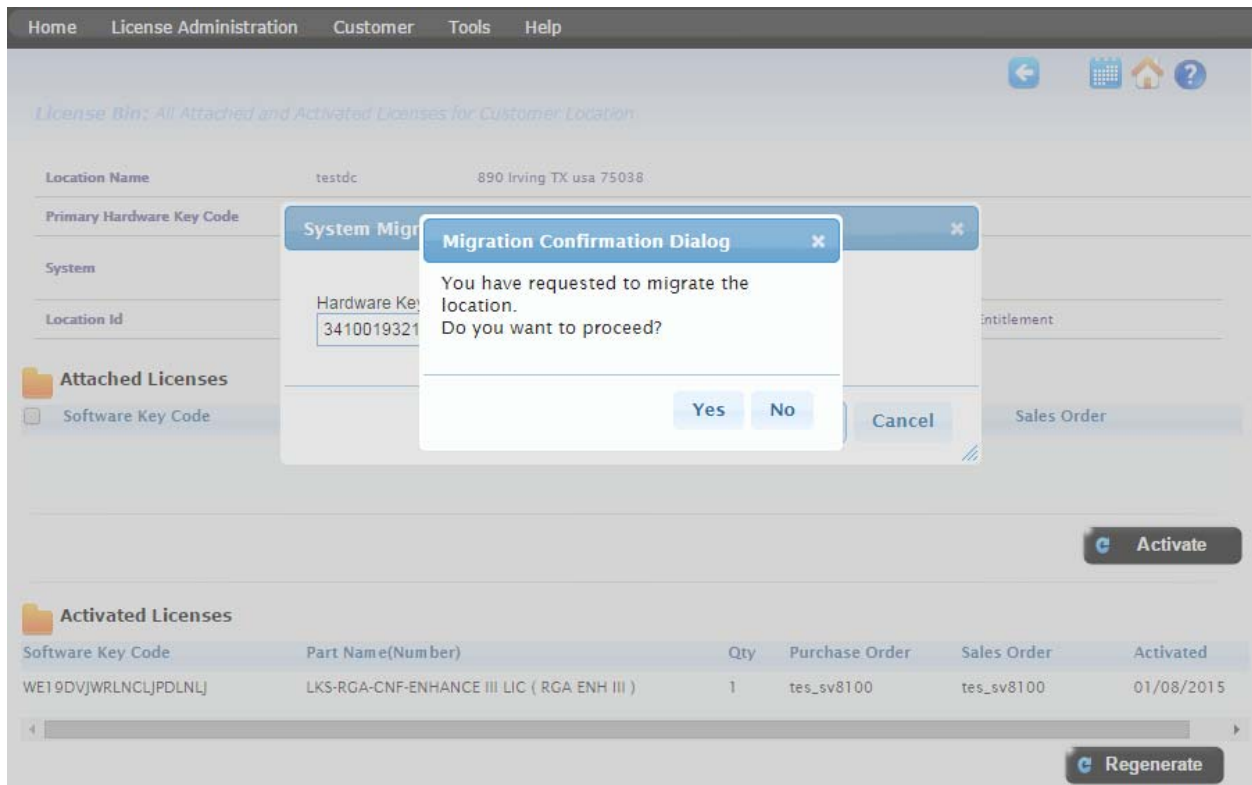 Home License Administration Customer Tools Help
License Bin: All Attached and Activated Licenses for Customer Location
Location Name testdc 890 Irving TX usa 75038
Primary Hardware Key Code
System Migr
Migration Confirmation Dialog
System
You have requested to migrate the
location.
Do you want to proceed?
Hardware Key
3410019321
Location Id
Entitlement
Attached Licenses
Yes No
Cancel
Software Key Code Sales Order
Activate
Activated Licenses
Software Key Code Part Name(Number) Qty Purchase Order Sales Order Activated
WE19DVJWRLNCLJPDLNLJ LKS-RGA-CNF-ENHANCE III LIC ( RGA ENH III ) 1 tes_sv8100 tes_sv8100 01/08/2015
Regenerate